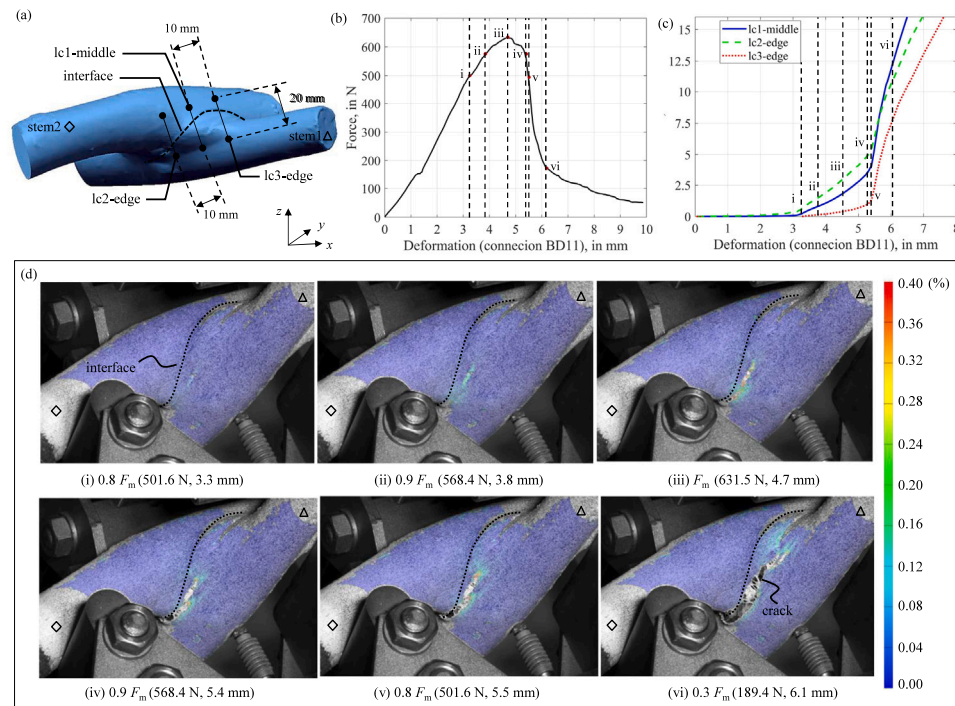 (a)
10 mm
lc1-middle
interface
20 mm
stem2 ◇
stem1 △
lc3-edge
lc2-edge
10 mm
z
y
x
(b)
700
600
500
400
300
200
100
0
Force, in N
i
ii
iii
iv
v
vi
0 1 2 3 4 5 6 7 8 9 10
Deformation (connecion BD11), in mm
(c)
15
12.5
10
7.5
5
2.5
0
lc1-middle
lc2-edge
lc3-edge
i
ii
iii
iv
v
vi
0 1 2 3 4 5 6 7 8
Deformation (connecion BD11), in mm
(d)
interface
(i) 0.8 Fm (501.6 N, 3.3 mm)
(ii) 0.9 Fm (568.4 N, 3.8 mm)
(iii) Fm (631.5 N, 4.7 mm)
crack
(iv) 0.9 Fm (568.4 N, 5.4 mm)
(v) 0.8 Fm (501.6 N, 5.5 mm)
(vi) 0.3 Fm (189.4 N, 6.1 mm)
0.40 (%)
0.36
0.32
0.28
0.24
0.20
0.16
0.12
0.08
0.04
0.00